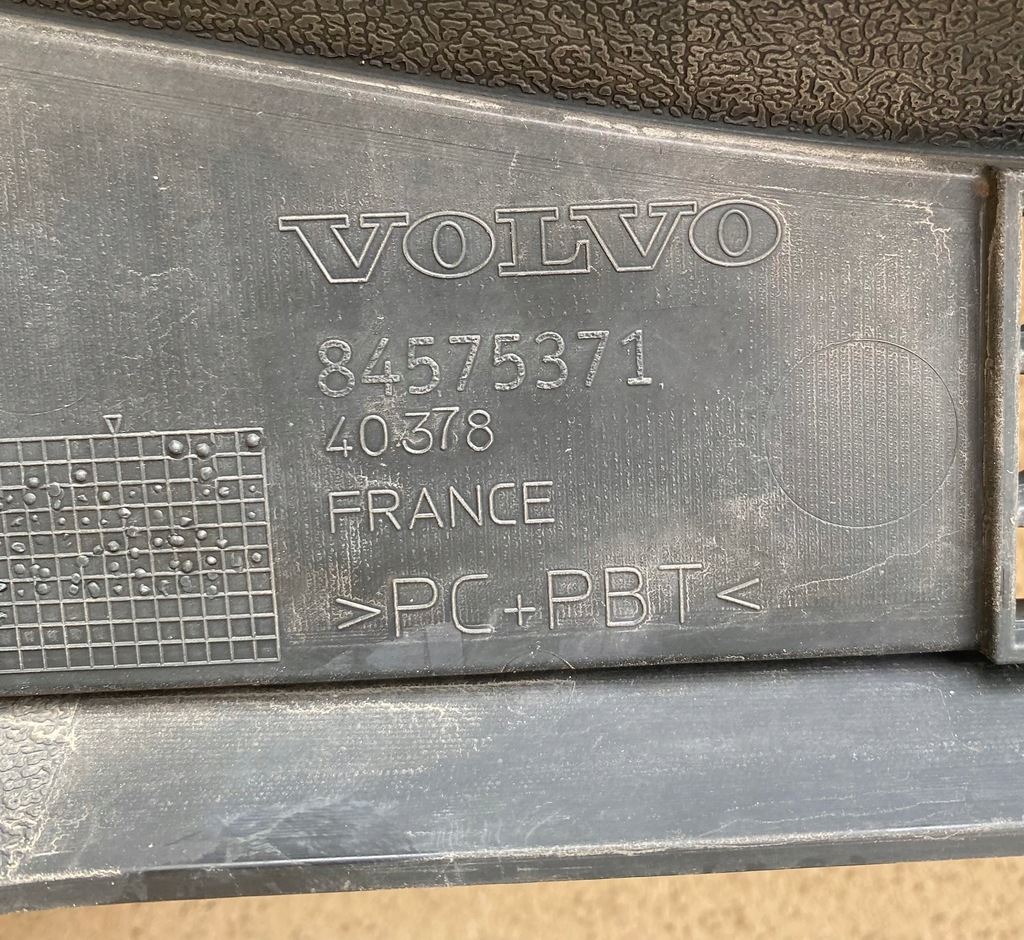 VOLVO
84575371
40378
FRANCE
>PC+PBT<